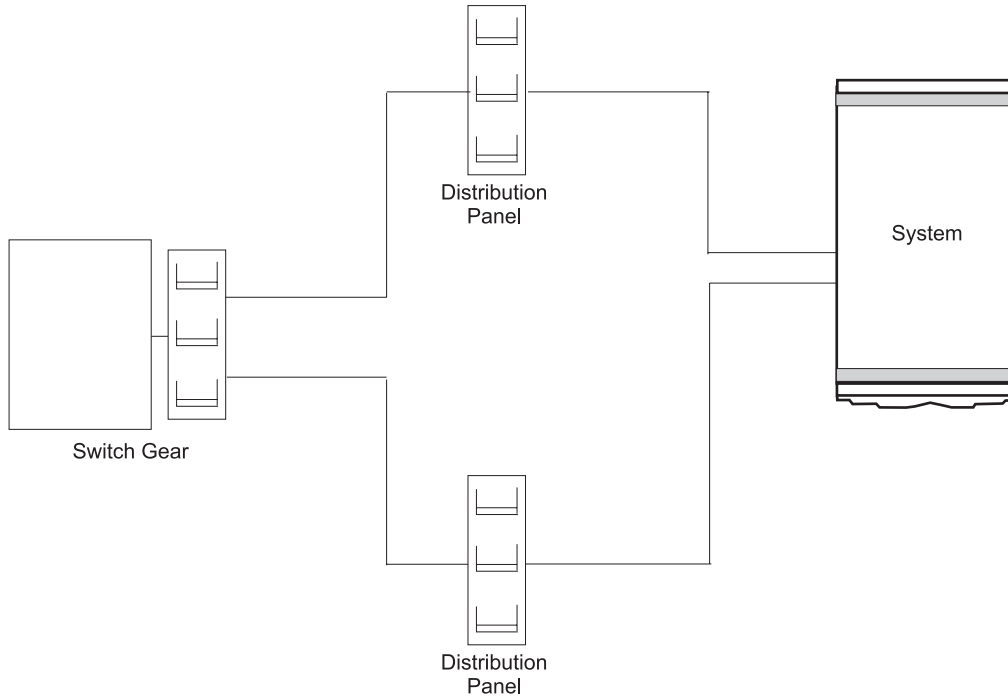 Distribution
Panel
System
Switch Gear
Distribution
Panel